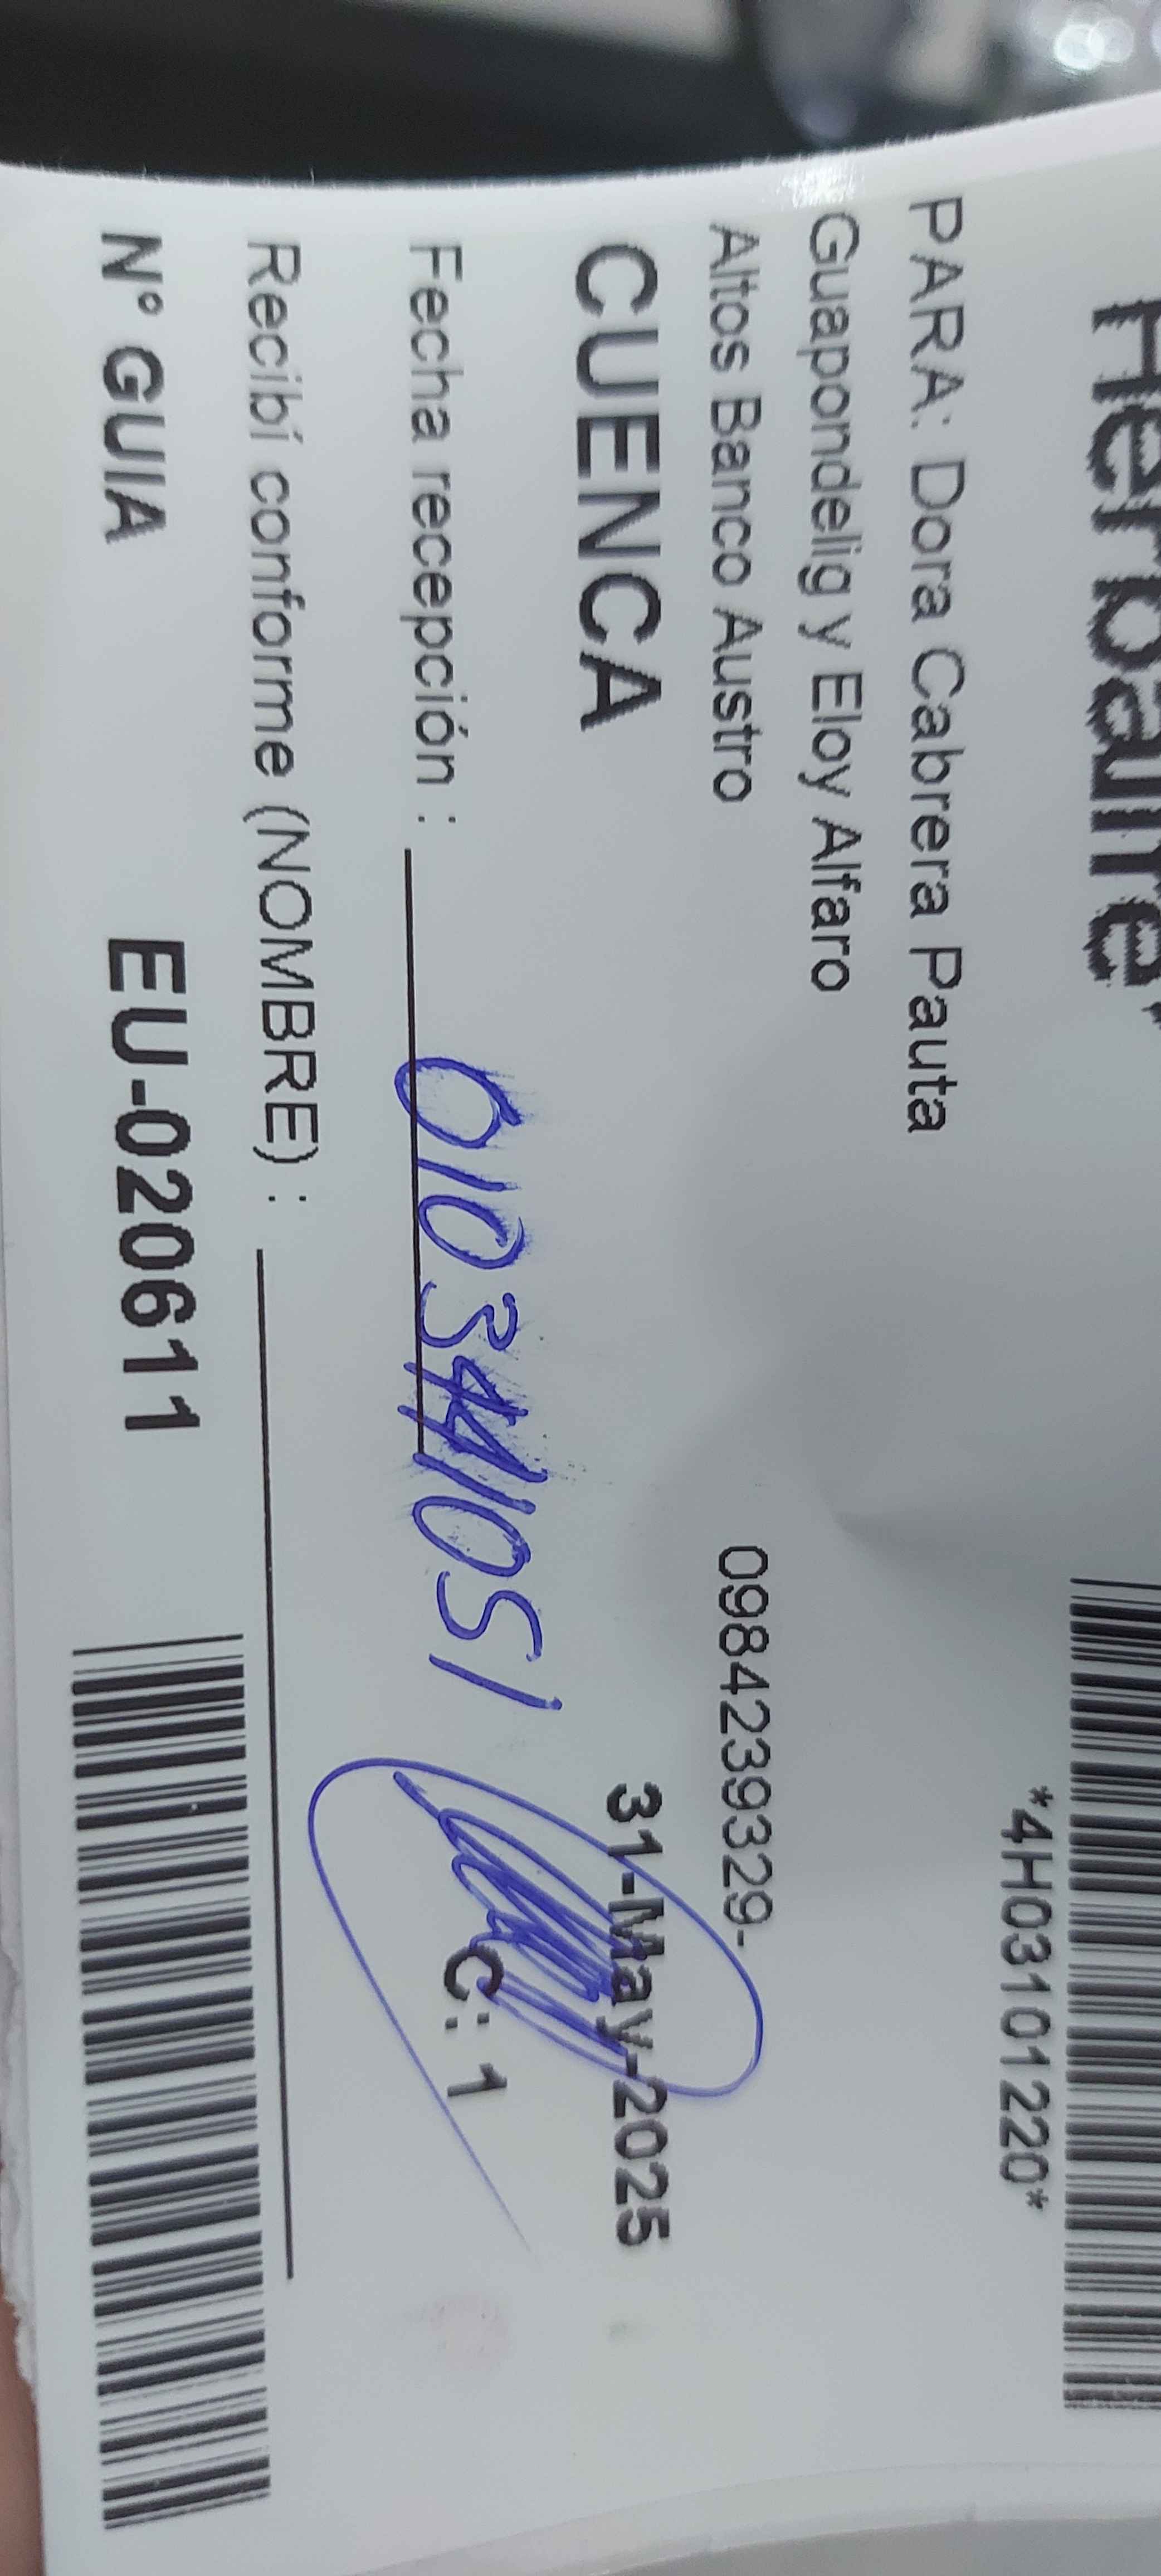 Herbalife
*4H03101220*
PARA: Dora Cabrera Pauta
Guapondelig y Eloy Alfaro
Altos Banco Austro 0984239329-
CUENCA 31-May-2025
Fecha recepción : 0103441051 C: 1
Recibí conforme (NOMBRE) :
N° GUIA EU-020611